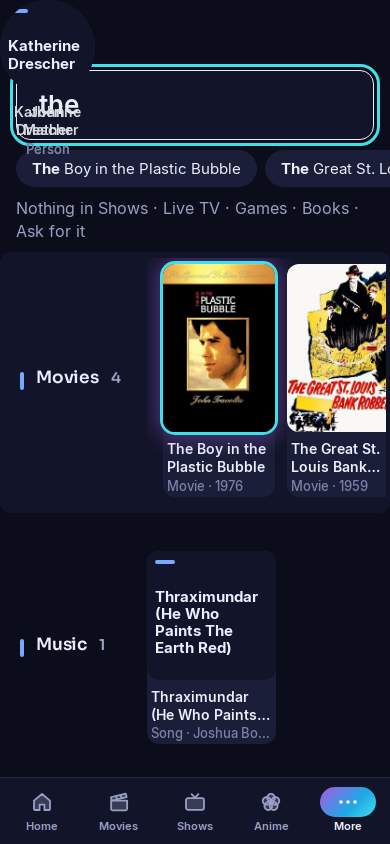 Katherine
Drescher
the
Person
The Boy in the Plastic Bubble
The Great St. Lo
Nothing in Shows · Live TV · Games · Books ·
Ask for it
Movies 4
PLASTIC
BUBBLE
John Travolta
THE GREAT ST. LOUIS
BANK ROBBE
The Boy in the
Plastic Bubble
Movie · 1976
The Great St.
Louis Bank...
Movie · 1959
Music 1
Thraximundar
(He Who
Paints The
Earth Red)
Thraximundar
(He Who Paints...
Song · Joshua Bo...
Home
Movies
Shows
Anime
More